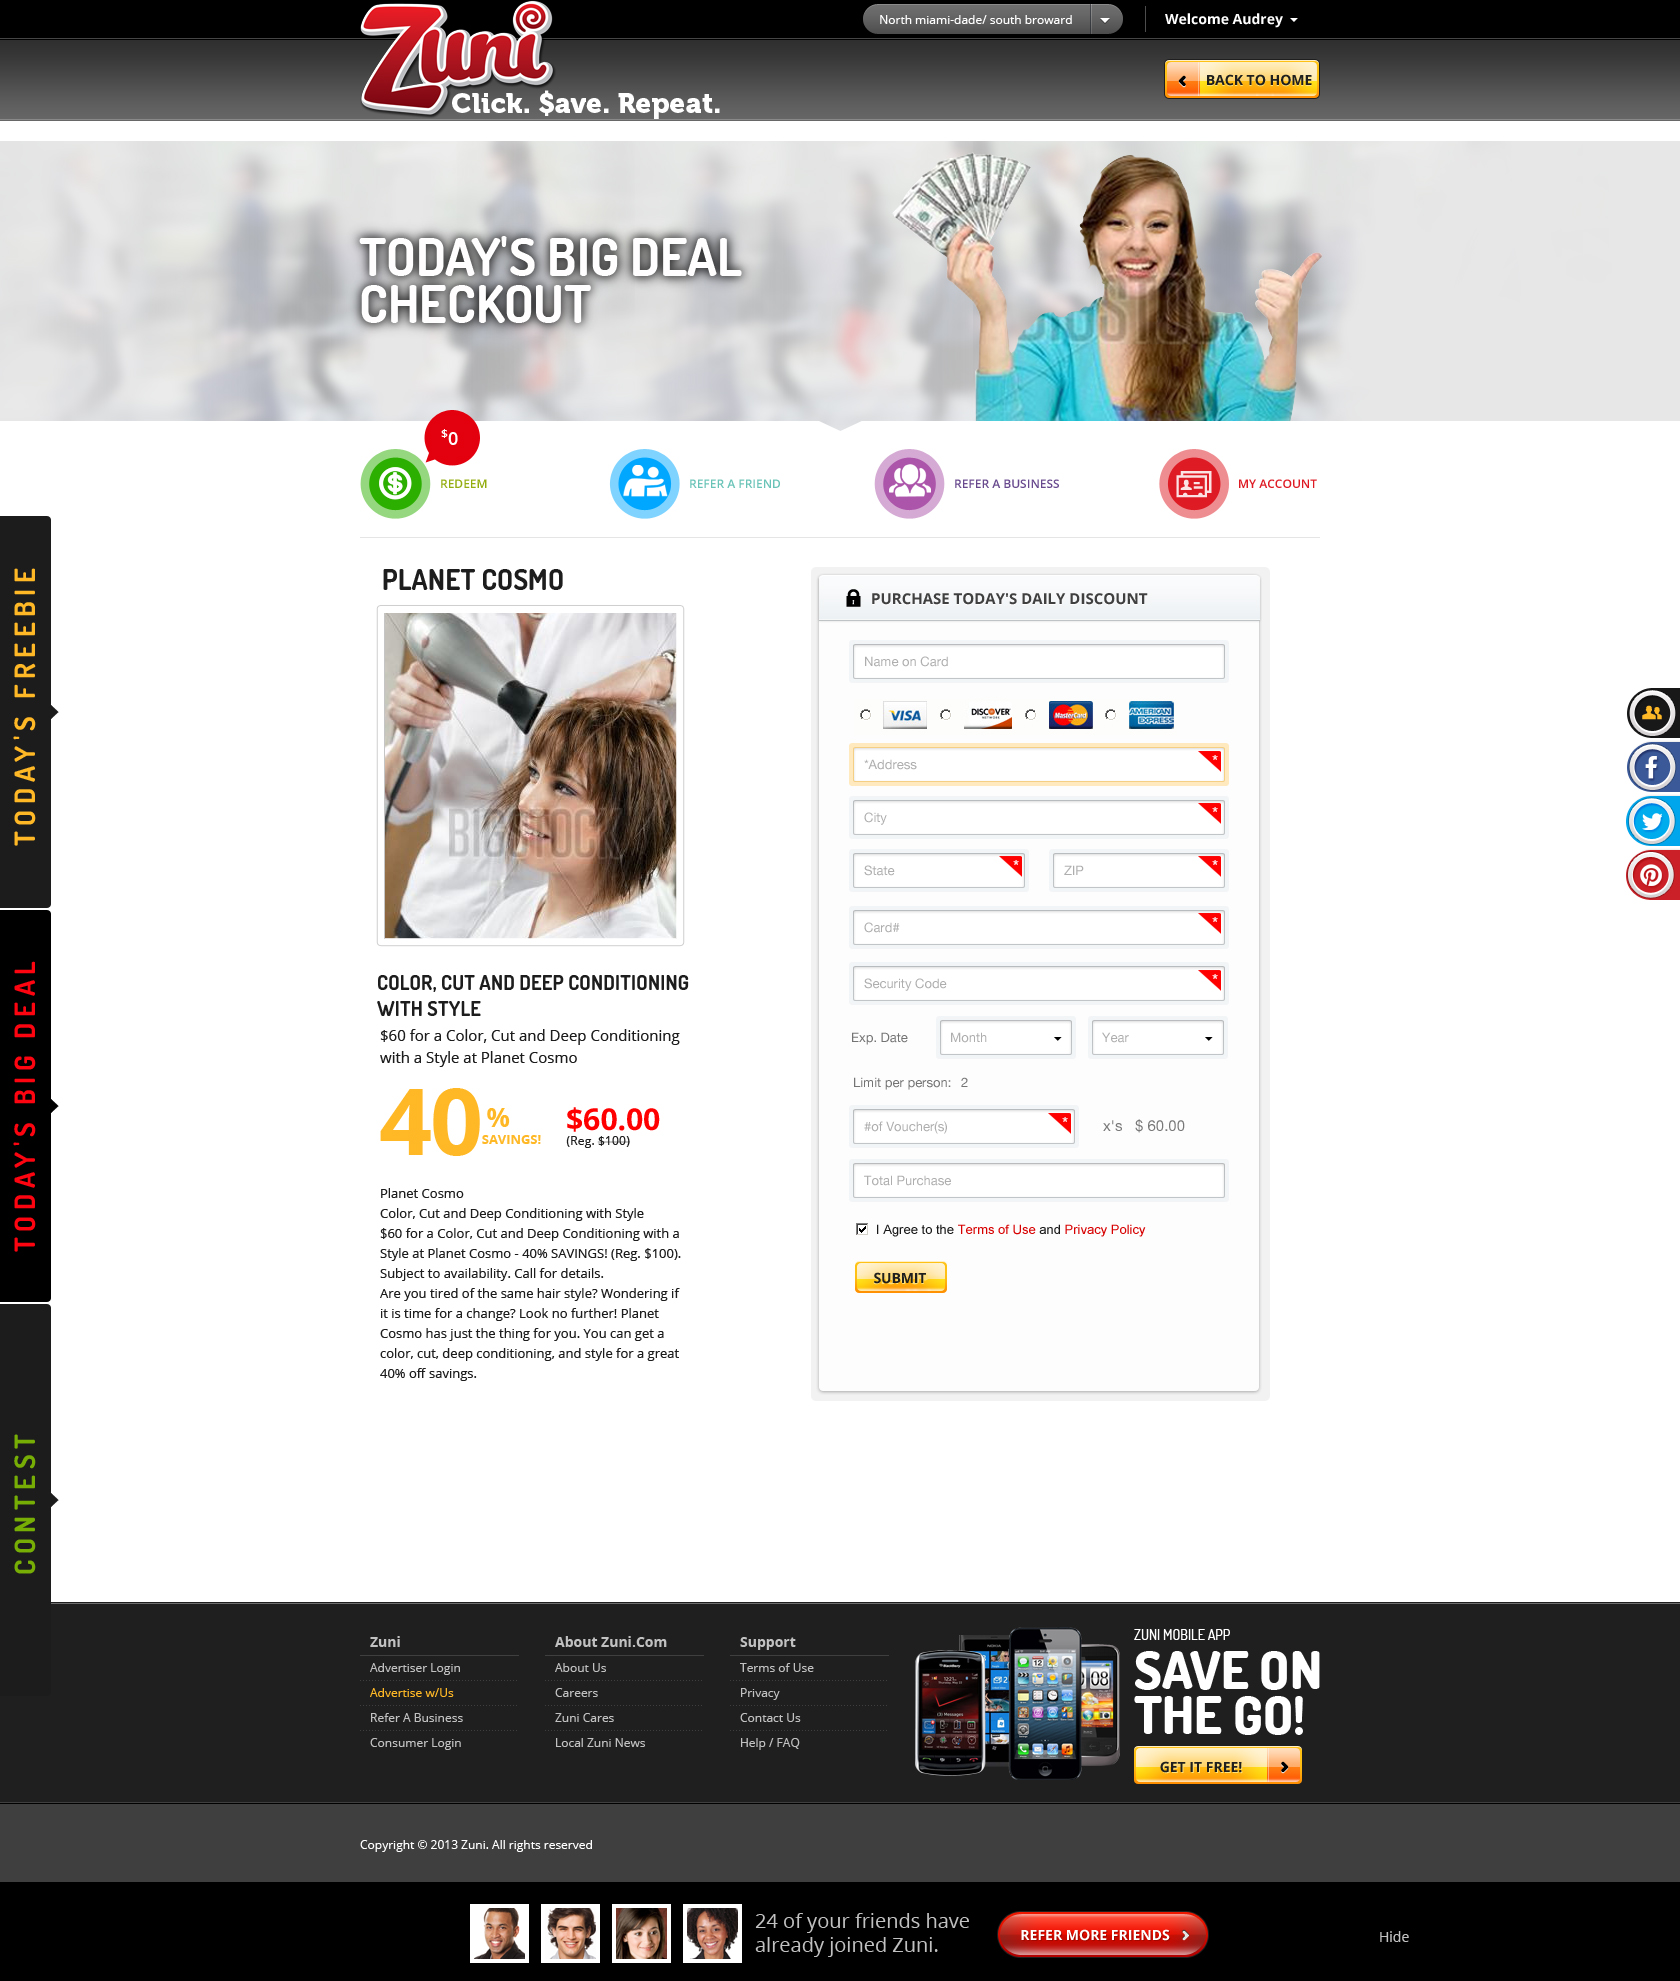 Zuni
Click. $ave. Repeat.
North miami-dade/ south broward
Welcome Audrey
BACK TO HOME
TODAY'S BIG DEAL
CHECKOUT
BIGSTOCK
$0
REDEEM
REFER A FRIEND
REFER A BUSINESS
MY ACCOUNT
TODAY'S FREEBIE
TODAY'S BIG DEAL
CONTEST
PLANET COSMO
BIGSTOCK
COLOR, CUT AND DEEP CONDITIONING
WITH STYLE
$60 for a Color, Cut and Deep Conditioning
with a Style at Planet Cosmo
40% SAVINGS!
$60.00
(Reg. $100)
Planet Cosmo
Color, Cut and Deep Conditioning with Style
$60 for a Color, Cut and Deep Conditioning with a
Style at Planet Cosmo - 40% SAVINGS! (Reg. $100).
Subject to availability. Call for details.
Are you tired of the same hair style? Wondering if
it is time for a change? Look no further! Planet
Cosmo has just the thing for you. You can get a
color, cut, deep conditioning, and style for a great
40% off savings.
PURCHASE TODAY'S DAILY DISCOUNT
Name on Card
VISA DISCOVER MasterCard AMERICAN EXPRESS
*Address *
City *
State * ZIP *
Card# *
Security Code *
Exp. Date Month Year
Limit per person: 2
#of Voucher(s) * x's $ 60.00
Total Purchase
I Agree to the Terms of Use and Privacy Policy
SUBMIT
Zuni
Advertiser Login
Advertise w/Us
Refer A Business
Consumer Login
About Zuni.Com
About Us
Careers
Zuni Cares
Local Zuni News
Support
Terms of Use
Privacy
Contact Us
Help / FAQ
ZUNI MOBILE APP
SAVE ON
THE GO!
GET IT FREE!
Copyright © 2013 Zuni. All rights reserved
24 of your friends have
already joined Zuni.
REFER MORE FRIENDS
Hide